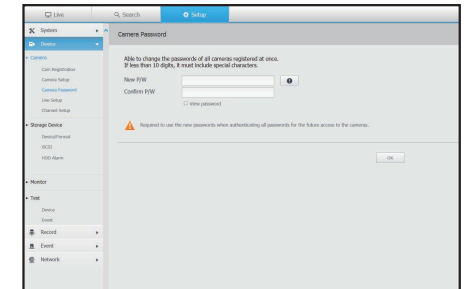 Live
Search
Setup
System
Device
Camera
Cam Registration
Camera Setup
Camera Password
Live Setup
Channel Setup
Storage Device
Device/Format
iSCSI
HDD Alarm
Monitor
Text
Device
Event
Record
Event
Network
Camera Password
Able to change the passwords of all cameras registered at once.
If less than 10 digits, it must include special characters.
New P/W
Confirm P/W
View password
Required to use the new passwords when authenticating all passwords for the future access to the cameras.
OK